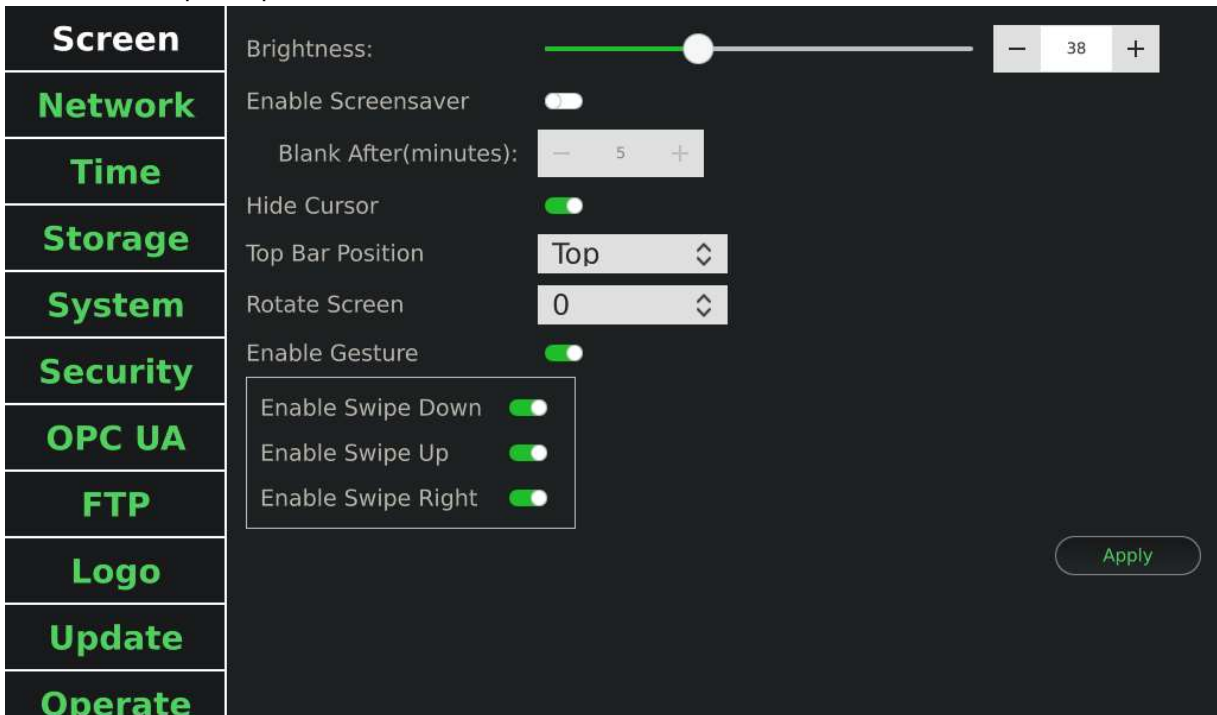 Screen
Network
Time
Storage
System
Security
OPC UA
FTP
Logo
Update
Operate
Brightness: − 38 +
Enable Screensaver
Blank After(minutes): − 5 +
Hide Cursor
Top Bar Position Top
Rotate Screen 0
Enable Gesture
Enable Swipe Down
Enable Swipe Up
Enable Swipe Right
Apply